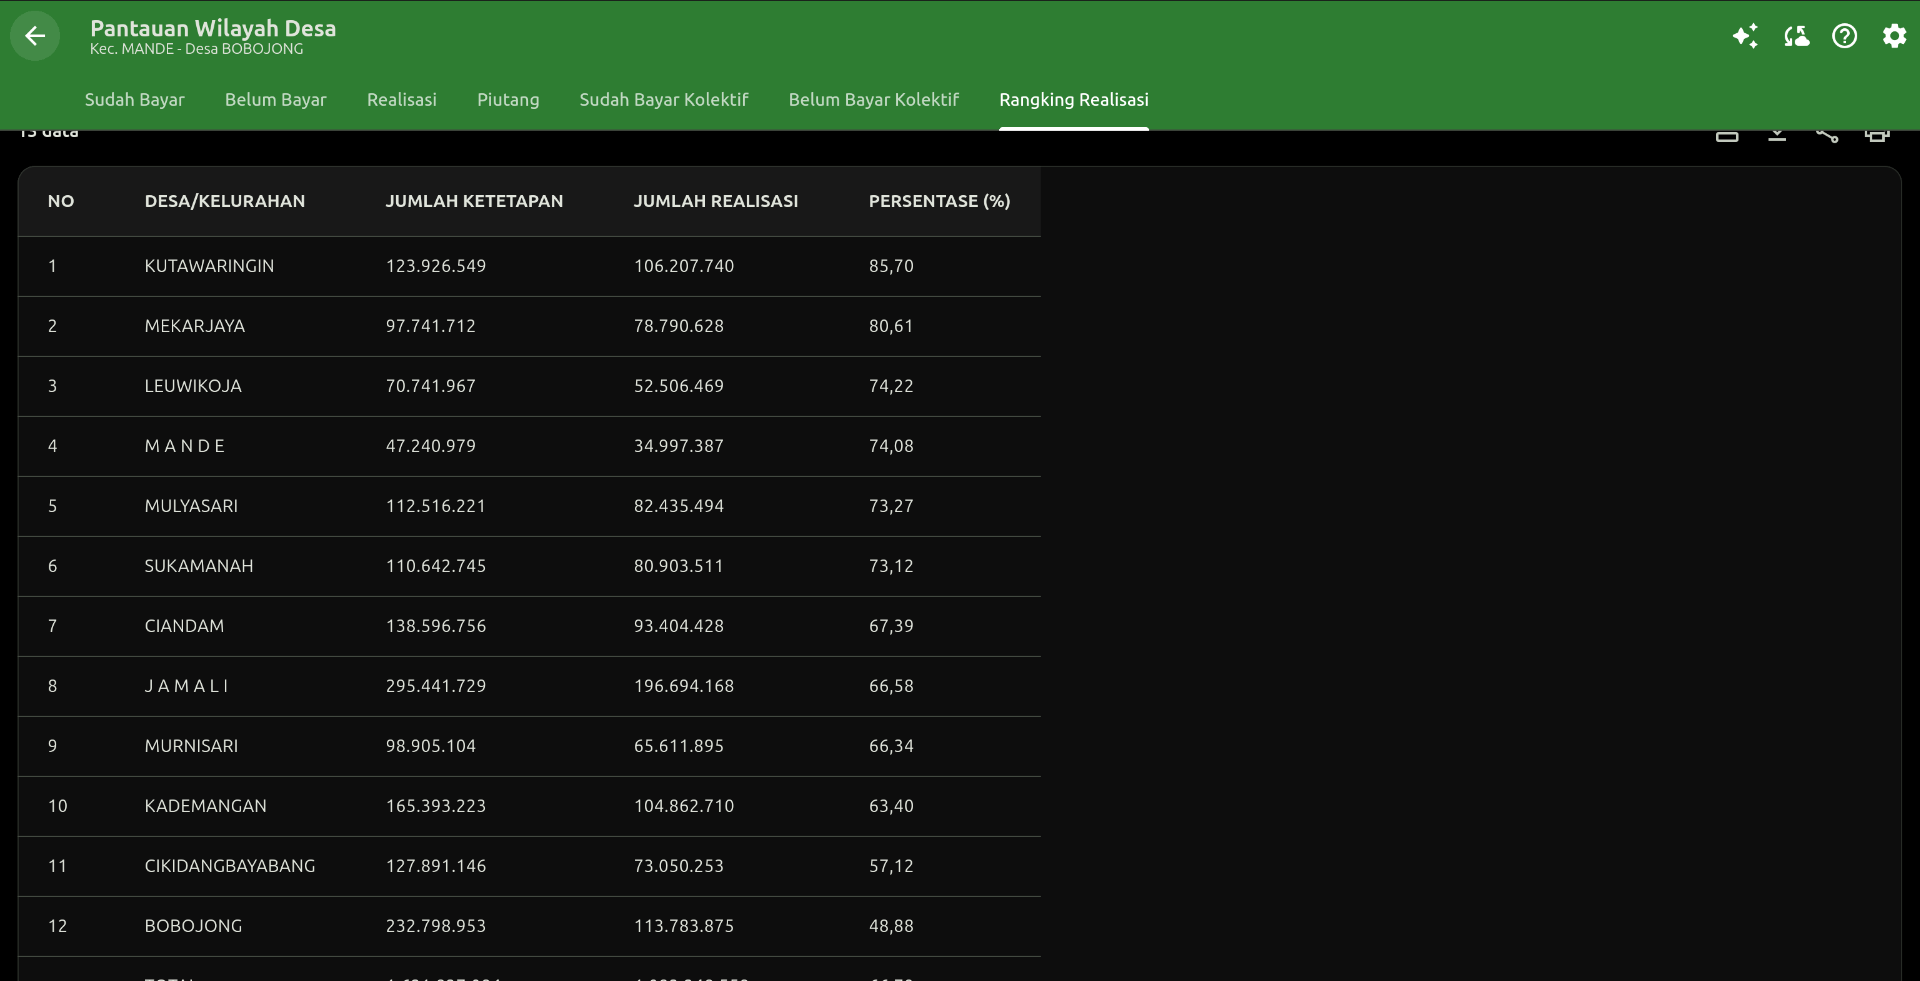 Pantauan Wilayah Desa
Kec. MANDE - Desa BOBOJONG
Sudah Bayar Belum Bayar Realisasi Piutang Sudah Bayar Kolektif Belum Bayar Kolektif Rangking Realisasi
13 data
NO DESA/KELURAHAN JUMLAH KETETAPAN JUMLAH REALISASI PERSENTASE (%)
1 KUTAWARINGIN 123.926.549 106.207.740 85,70
2 MEKARJAYA 97.741.712 78.790.628 80,61
3 LEUWIKOJA 70.741.967 52.506.469 74,22
4 M A N D E 47.240.979 34.997.387 74,08
5 MULYASARI 112.516.221 82.435.494 73,27
6 SUKAMANAH 110.642.745 80.903.511 73,12
7 CIANDAM 138.596.756 93.404.428 67,39
8 J A M A L I 295.441.729 196.694.168 66,58
9 MURNISARI 98.905.104 65.611.895 66,34
10 KADEMANGAN 165.393.223 104.862.710 63,40
11 CIKIDANGBAYABANG 127.891.146 73.050.253 57,12
12 BOBOJONG 232.798.953 113.783.875 48,88
TOTAL